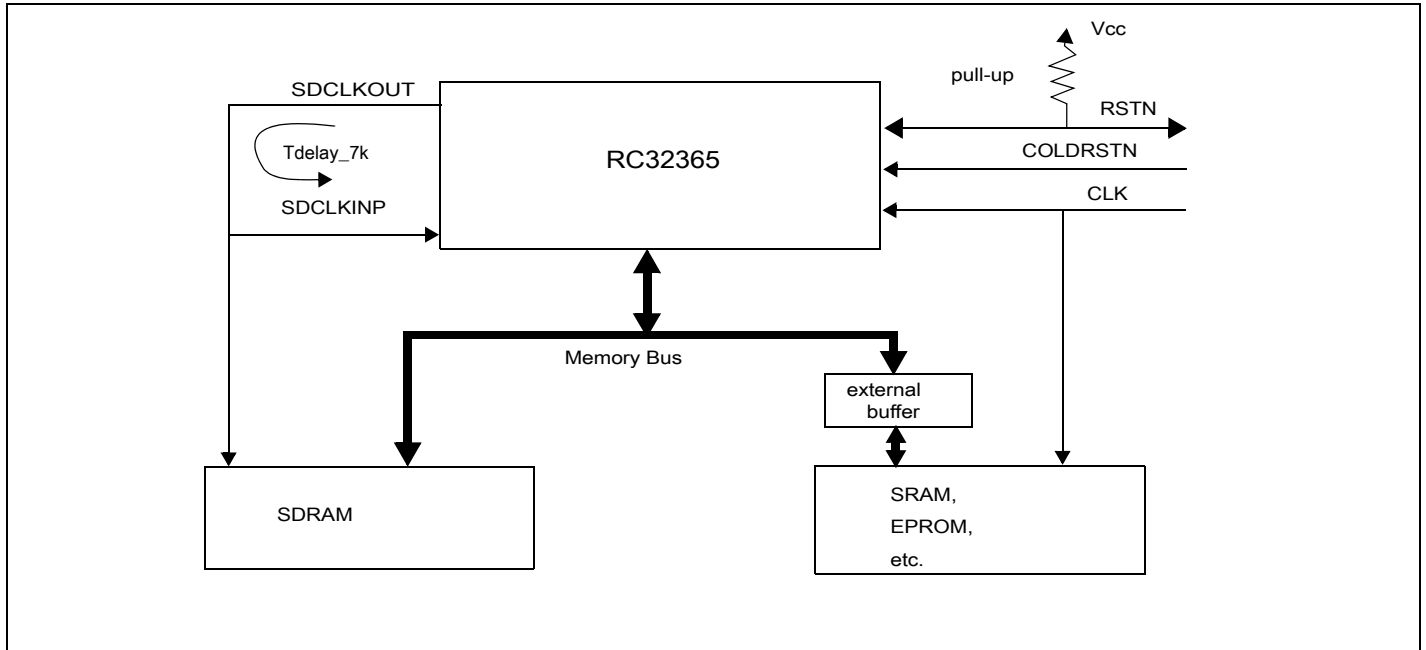 Vcc
pull-up
SDCLKOUT
RSTN
Tdelay_7k
RC32365
COLDRSTN
SDCLKINP
CLK
Memory Bus
external
buffer
SRAM,
SDRAM
EPROM,
etc.